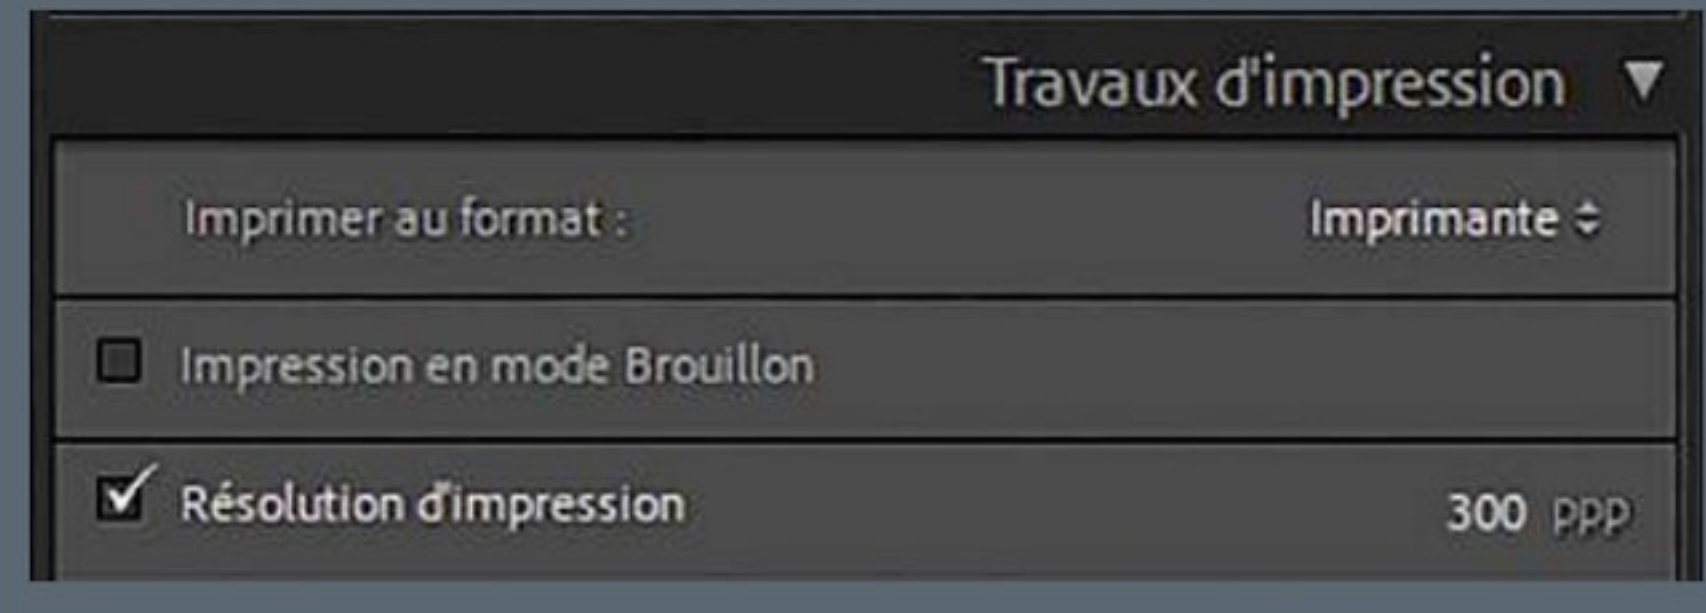 Travaux d'impression
Imprimer au format : Imprimante
Impression en mode Brouillon
Résolution d'impression 300 ppp